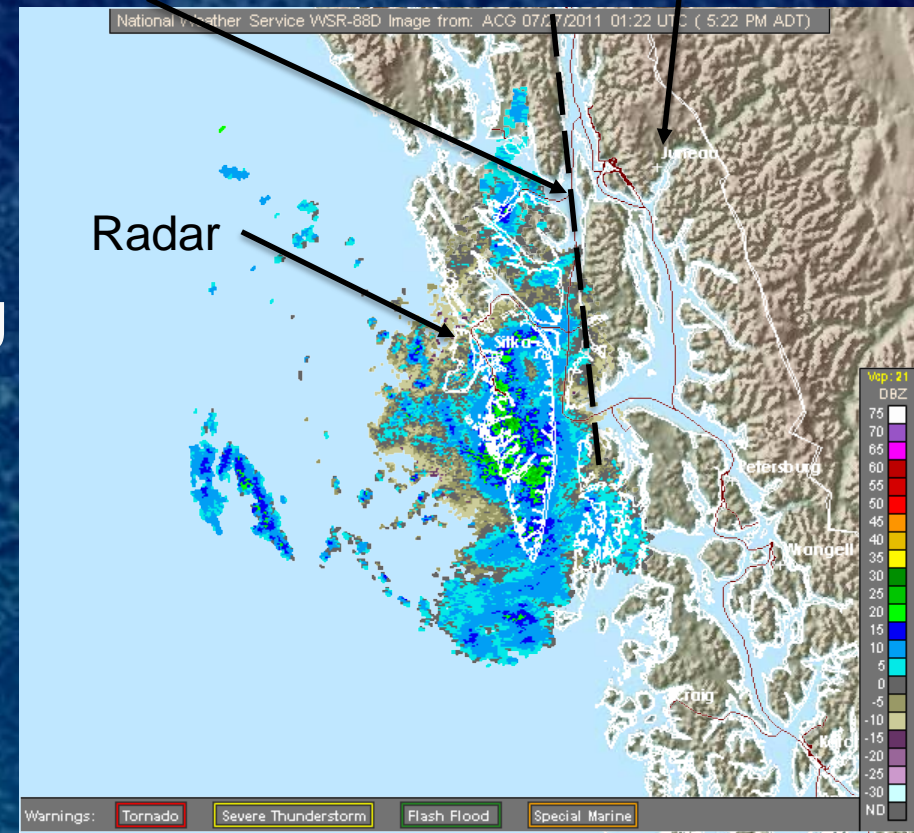 National Weather Service WSR-88D Image from: ACG 07/27/2011 01:22 UTC ( 5:22 PM ADT)
Juneau
Radar
Sitka
g
Vcp: 21
DBZ
75
70
65
60
55
50
45
40
35
30
25
20
15
10
5
0
-5
-10
-15
-20
-25
-30
ND
Petersburg
Wrangell
Craig
Warnings: Tornado Severe Thunderstorm Flash Flood Special Marine